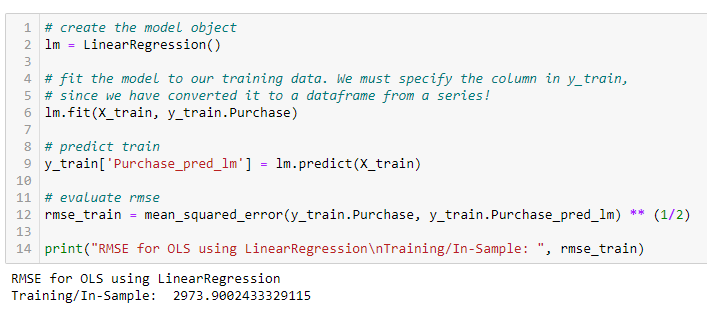 1 # create the model object
2 lm = LinearRegression()
3
4 # fit the model to our training data. We must specify the column in y_train,
5 # since we have converted it to a dataframe from a series!
6 lm.fit(X_train, y_train.Purchase)
7
8 # predict train
9 y_train['Purchase_pred_lm'] = lm.predict(X_train)
10
11 # evaluate rmse
12 rmse_train = mean_squared_error(y_train.Purchase, y_train.Purchase_pred_lm) ** (1/2)
13
14 print("RMSE for OLS using LinearRegression\nTraining/In-Sample: ", rmse_train)
RMSE for OLS using LinearRegression
Training/In-Sample:  2973.9002433329115